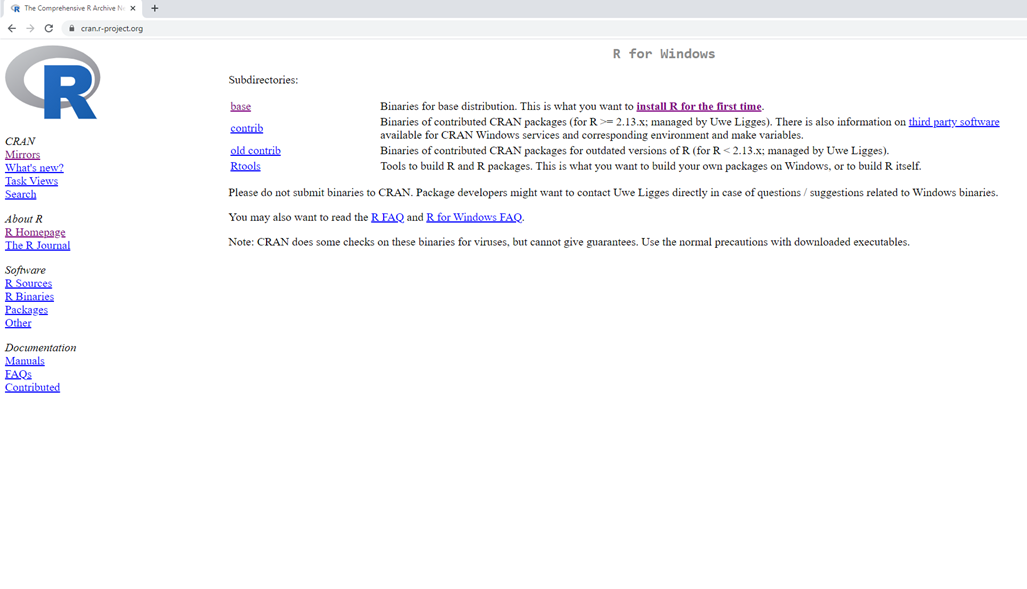 The Comprehensive R Archive N
cran.r-project.org
R
CRAN
Mirrors
What's new?
Task Views
Search
About R
R Homepage
The R Journal
Software
R Sources
R Binaries
Packages
Other
Documentation
Manuals
FAQs
Contributed
R for Windows
Subdirectories:
base Binaries for base distribution. This is what you want to install R for the first time.
contrib Binaries of contributed CRAN packages (for R >= 2.13.x; managed by Uwe Ligges). There is also information on third party software
available for CRAN Windows services and corresponding environment and make variables.
old contrib Binaries of contributed CRAN packages for outdated versions of R (for R < 2.13.x; managed by Uwe Ligges).
Rtools Tools to build R and R packages. This is what you want to build your own packages on Windows, or to build R itself.
Please do not submit binaries to CRAN. Package developers might want to contact Uwe Ligges directly in case of questions / suggestions related to Windows binaries.
You may also want to read the R FAQ and R for Windows FAQ.
Note: CRAN does some checks on these binaries for viruses, but cannot give guarantees. Use the normal precautions with downloaded executables.